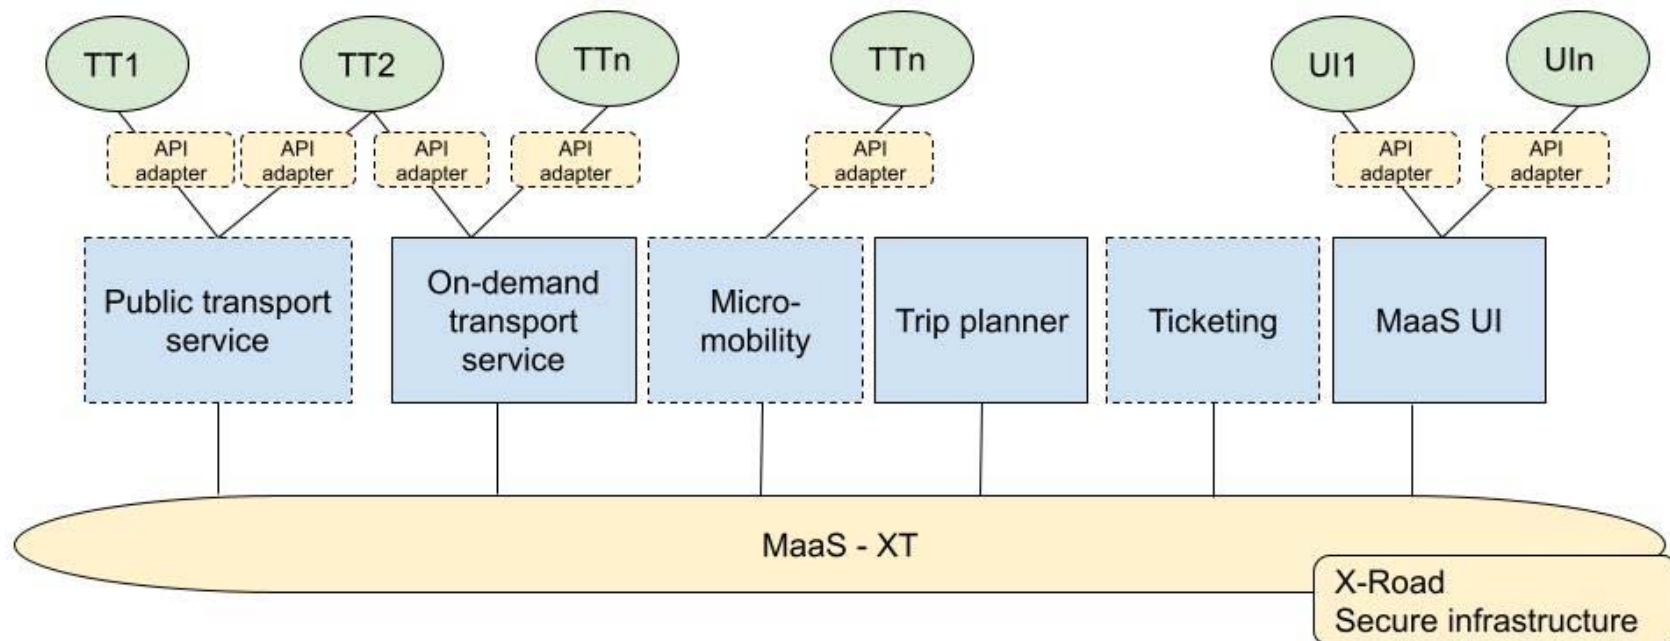 TT1
TT2
TTn
TTn
UI1
UIn
API
adapter
API
adapter
API
adapter
API
adapter
API
adapter
API
adapter
API
adapter
Public transport
service
On-demand
transport
service
Micro-
mobility
Trip planner
Ticketing
MaaS UI
MaaS - XT
X-Road
Secure infrastructure